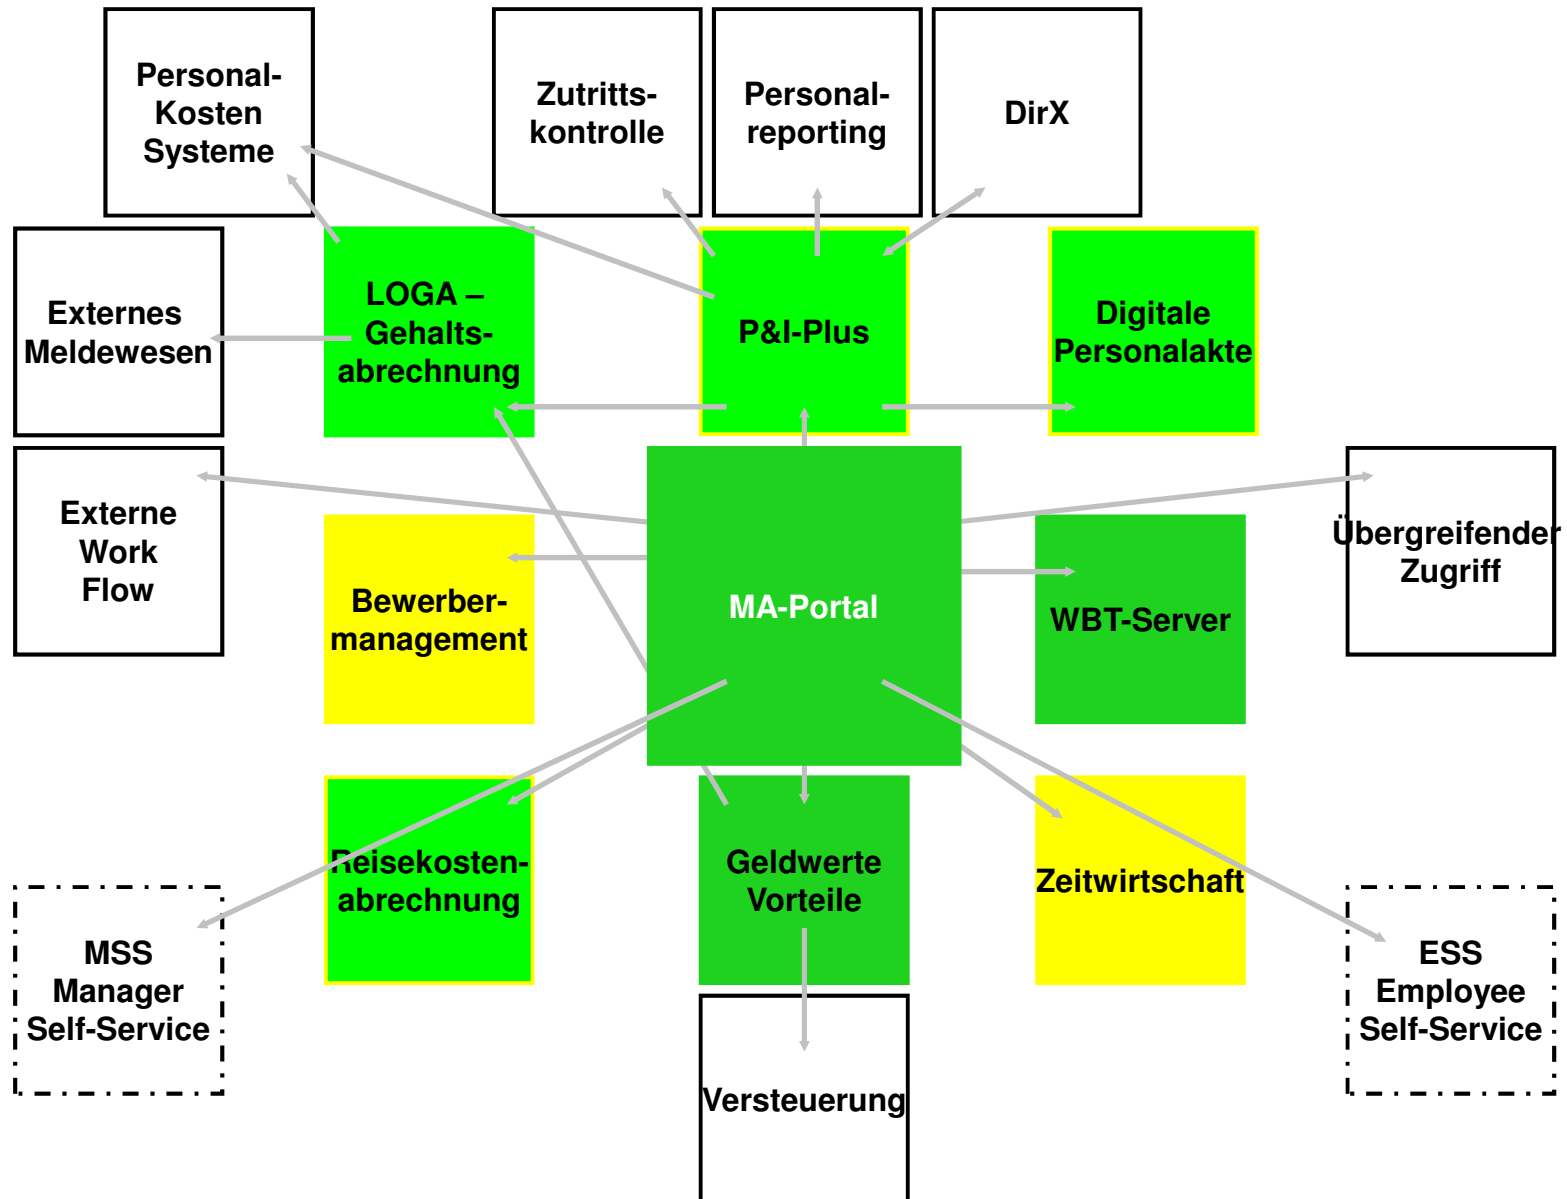 Personal-
Kosten
Systeme
Zutritts-
kontrolle
Personal-
reporting
DirX
Externes
Meldewesen
LOGA –
Gehalts-
abrechnung
P&I-Plus
Digitale
Personalakte
Externe
Work
Flow
Bewerber-
management
MA-Portal
WBT-Server
Übergreifender
Zugriff
Reisekosten-
abrechnung
Geldwerte
Vorteile
Zeitwirtschaft
MSS
Manager
Self-Service
ESS
Employee
Self-Service
Versteuerung